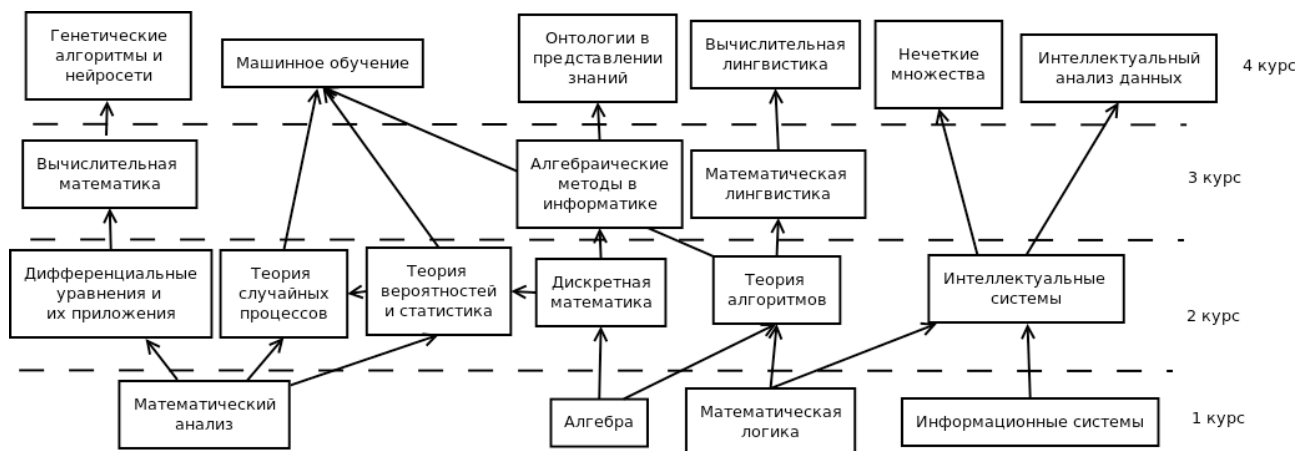 Генетические
алгоритмы и
нейросети
Машинное обучение
Онтологии в
представлении
знаний
Вычислительная
лингвистика
Нечеткие
множества
Интеллектуальный
анализ данных
4 курс
Вычислительная
математика
Алгебраические
методы в
информатике
Математическая
лингвистика
3 курс
Дифференциальные
уравнения и
их приложения
Теория
случайных
процессов
Теория
вероятностей
и статистика
Дискретная
математика
Теория
алгоритмов
Интеллектуальные
системы
2 курс
Математический
анализ
Алгебра
Математическая
логика
Информационные системы
1 курс